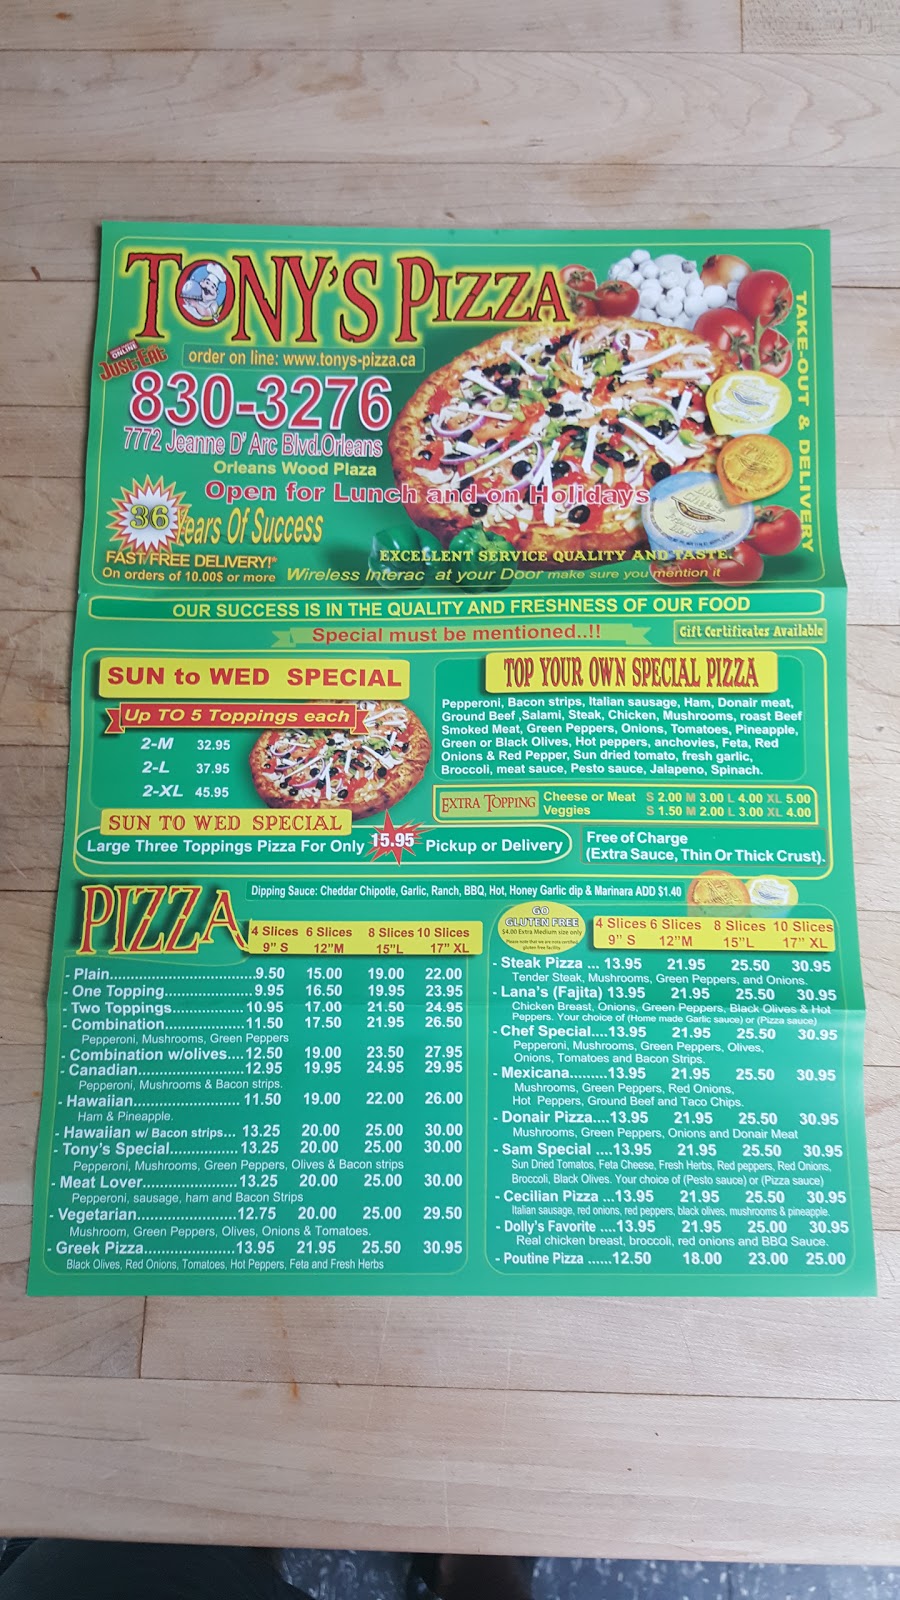 TONY'S PIZZA
ONLINE
JUST-EAT
order on line: www.tonys-pizza.ca
830-3276
7772 Jeanne D' Arc Blvd.Orleans
Orleans Wood Plaza
Open for Lunch and on Holidays
36 Years Of Success
FAST/FREE DELIVERY!*
On orders of 10.00$ or more
EXCELLENT SERVICE QUALITY AND TASTE.
Wireless Interac at your Door make sure you mention it
TAKE-OUT & DELIVERY
OUR SUCCESS IS IN THE QUALITY AND FRESHNESS OF OUR FOOD
Special must be mentioned..!!
Gift Certificates Available
SUN to WED SPECIAL
Up TO 5 Toppings each
2-M 32.95
2-L 37.95
2-XL 45.95
TOP YOUR OWN SPECIAL PIZZA
Pepperoni, Bacon strips, Italian sausage, Ham, Donair meat,
Ground Beef ,Salami, Steak, Chicken, Mushrooms, roast Beef
Smoked Meat, Green Peppers, Onions, Tomatoes, Pineapple,
Green or Black Olives, Hot peppers, anchovies, Feta, Red
Onions & Red Pepper, Sun dried tomato, fresh garlic,
Broccoli, meat sauce, Pesto sauce, Jalapeno, Spinach.
EXTRA TOPPING
Cheese or Meat S 2.00 M 3.00 L 4.00 XL 5.00
Veggies S 1.50 M 2.00 L 3.00 XL 4.00
SUN TO WED SPECIAL
Large Three Toppings Pizza For Only 15.95 Pickup or Delivery
Free of Charge
(Extra Sauce, Thin Or Thick Crust).
Dipping Sauce: Cheddar Chipotle, Garlic, Ranch, BBQ, Hot, Honey Garlic dip & Marinara ADD $1.40
PIZZA
4 Slices 6 Slices 8 Slices 10 Slices
9" S 12"M 15"L 17" XL
- Plain...................................9.50 15.00 19.00 22.00
- One Topping.....................9.95 16.50 19.95 23.95
- Two Toppings.................10.95 17.00 21.50 24.95
- Combination...................11.50 17.50 21.95 26.50
Pepperoni, Mushrooms, Green Peppers
- Combination w/olives....12.50 19.00 23.50 27.95
- Canadian.........................12.95 19.95 24.95 29.95
Pepperoni, Mushrooms & Bacon strips.
- Hawaiian.......................... 11.50 19.00 22.00 26.00
Ham & Pineapple.
- Hawaiian w/ Bacon strips... 13.25 20.00 25.00 30.00
- Tony's Special................. 13.25 20.00 25.00 30.00
Pepperoni, Mushrooms, Green Peppers, Olives & Bacon strips
- Meat Lover.......................13.25 20.00 25.00 30.00
Pepperoni, sausage, ham and Bacon Strips
- Vegetarian........................12.75 20.00 25.00 29.50
Mushroom, Green Peppers, Olives, Onions & Tomatoes.
- Greek Pizza......................13.95 21.95 25.50 30.95
Black Olives, Red Onions, Tomatoes, Hot Peppers, Feta and Fresh Herbs
GO
GLUTEN FREE
$4.00 Extra Medium size only
Please note that we are not a certified
gluten free facility
4 Slices 6 Slices 8 Slices 10 Slices
9" S 12"M 15"L 17" XL
- Steak Pizza ... 13.95 21.95 25.50 30.95
Tender Steak, Mushrooms, Green Peppers, and Onions.
- Lana's (Fajita) 13.95 21.95 25.50 30.95
Chicken Breast, Onions, Green Peppers, Black Olives & Hot
Peppers. Your choice of (Home made Garlic sauce) or (Pizza sauce)
- Chef Special....13.95 21.95 25.50 30.95
Pepperoni, Mushrooms, Green Peppers, Olives,
Onions, Tomatoes and Bacon Strips.
- Mexicana.........13.95 21.95 25.50 30.95
Mushrooms, Green Peppers, Red Onions,
Hot Peppers, Ground Beef and Taco Chips.
- Donair Pizza....13.95 21.95 25.50 30.95
Mushrooms, Green Peppers, Onions and Donair Meat
- Sam Special ....13.95 21.95 25.50 30.95
Sun Dried Tomatos, Feta Cheese, Fresh Herbs, Red peppers, Red Onions,
Broccoli, Black Olives. Your choice of (Pesto sauce) or (Pizza sauce)
- Cecilian Pizza ...13.95 21.95 25.50 30.95
Italian sausage, red onions, red peppers, black olives, mushrooms & pineapple.
- Dolly's Favorite ....13.95 21.95 25.00 30.95
Real chicken breast, broccoli, red onions and BBQ Sauce.
- Poutine Pizza ......12.50 18.00 23.00 25.00